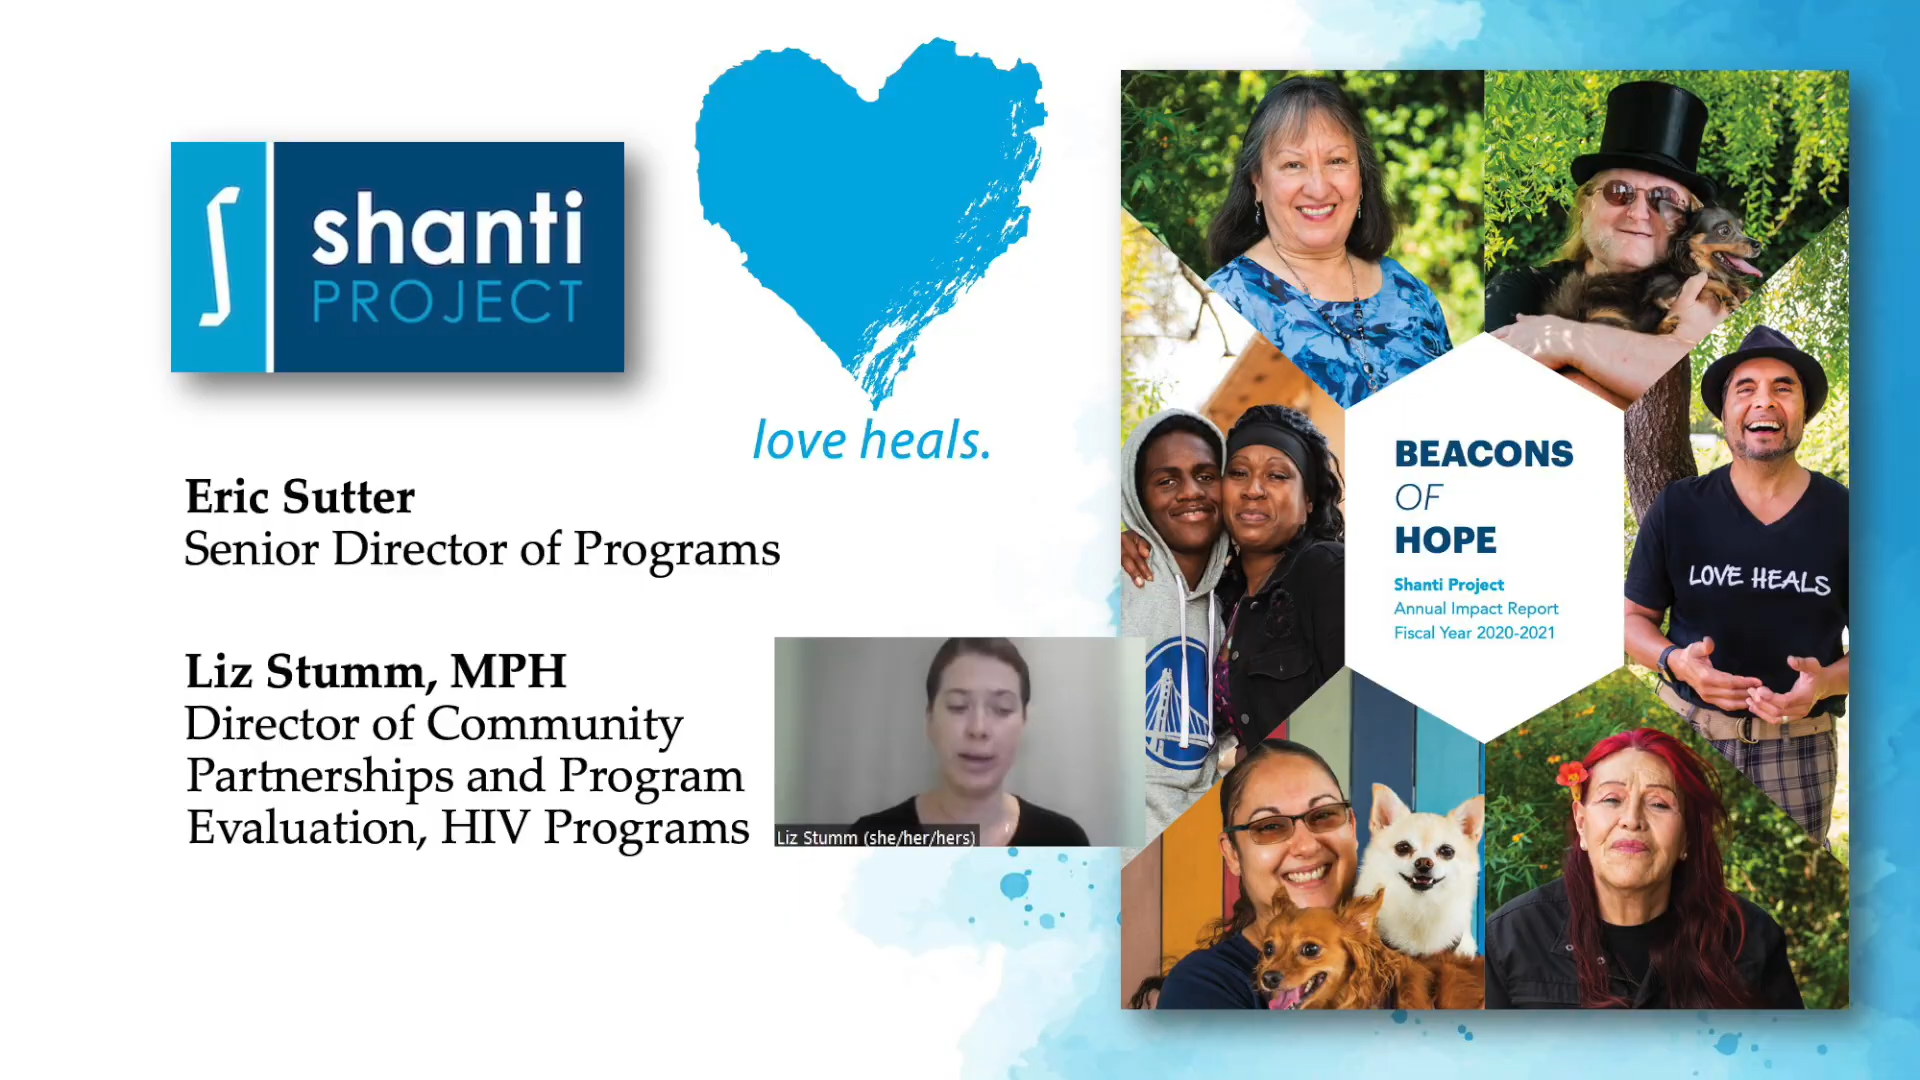 shanti
PROJECT
love heals.
Eric Sutter
Senior Director of Programs
Liz Stumm, MPH
Director of Community
Partnerships and Program
Evaluation, HIV Programs
Liz Stumm (she/her/hers)
BEACONS
OF
HOPE
Shanti Project
Annual Impact Report
Fiscal Year 2020-2021
LOVE HEALS